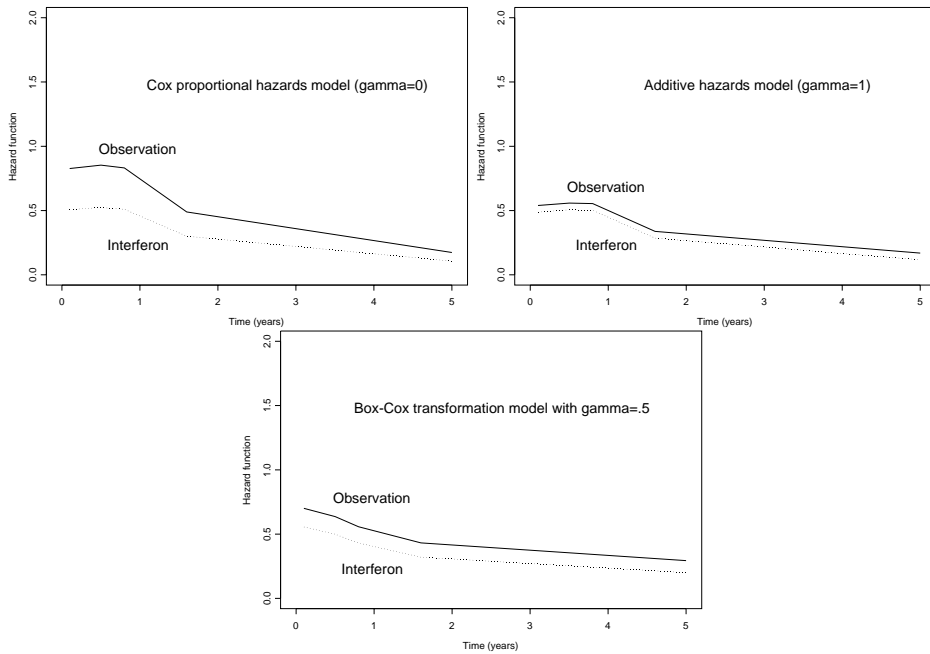 Cox proportional hazards model (gamma=0)
Observation
Interferon
Hazard function
0.0 0.5 1.0 1.5 2.0
0 1 2 3 4 5
Time (years)
Additive hazards model (gamma=1)
Observation
Interferon
Hazard function
0.0 0.5 1.0 1.5 2.0
0 1 2 3 4 5
Time (years)
Box-Cox transformation model with gamma=.5
Observation
Interferon
Hazard function
0.0 0.5 1.0 1.5 2.0
0 1 2 3 4 5
Time (years)